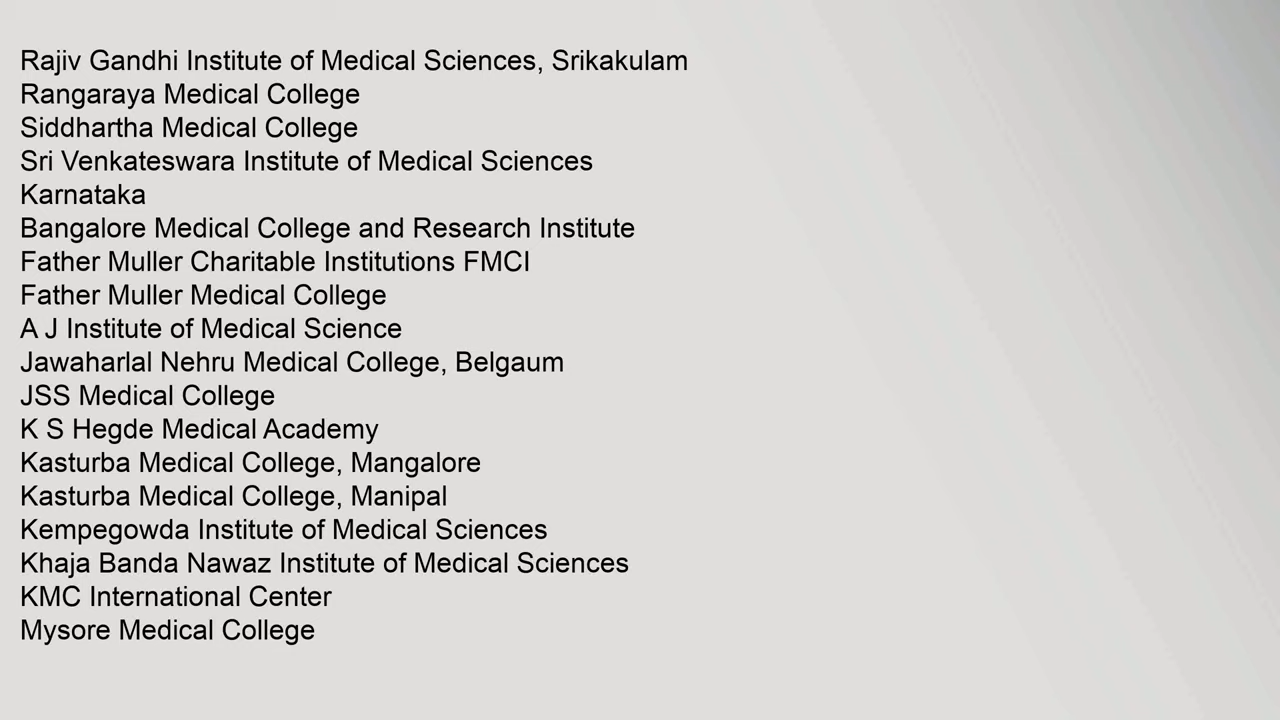 Rajiv Gandhi Institute of Medical Sciences, Srikakulam
Rangaraya Medical College
Siddhartha Medical College
Sri Venkateswara Institute of Medical Sciences
Karnataka
Bangalore Medical College and Research Institute
Father Muller Charitable Institutions FMCI
Father Muller Medical College
A J Institute of Medical Science
Jawaharlal Nehru Medical College, Belgaum
JSS Medical College
K S Hegde Medical Academy
Kasturba Medical College, Mangalore
Kasturba Medical College, Manipal
Kempegowda Institute of Medical Sciences
Khaja Banda Nawaz Institute of Medical Sciences
KMC International Center
Mysore Medical College